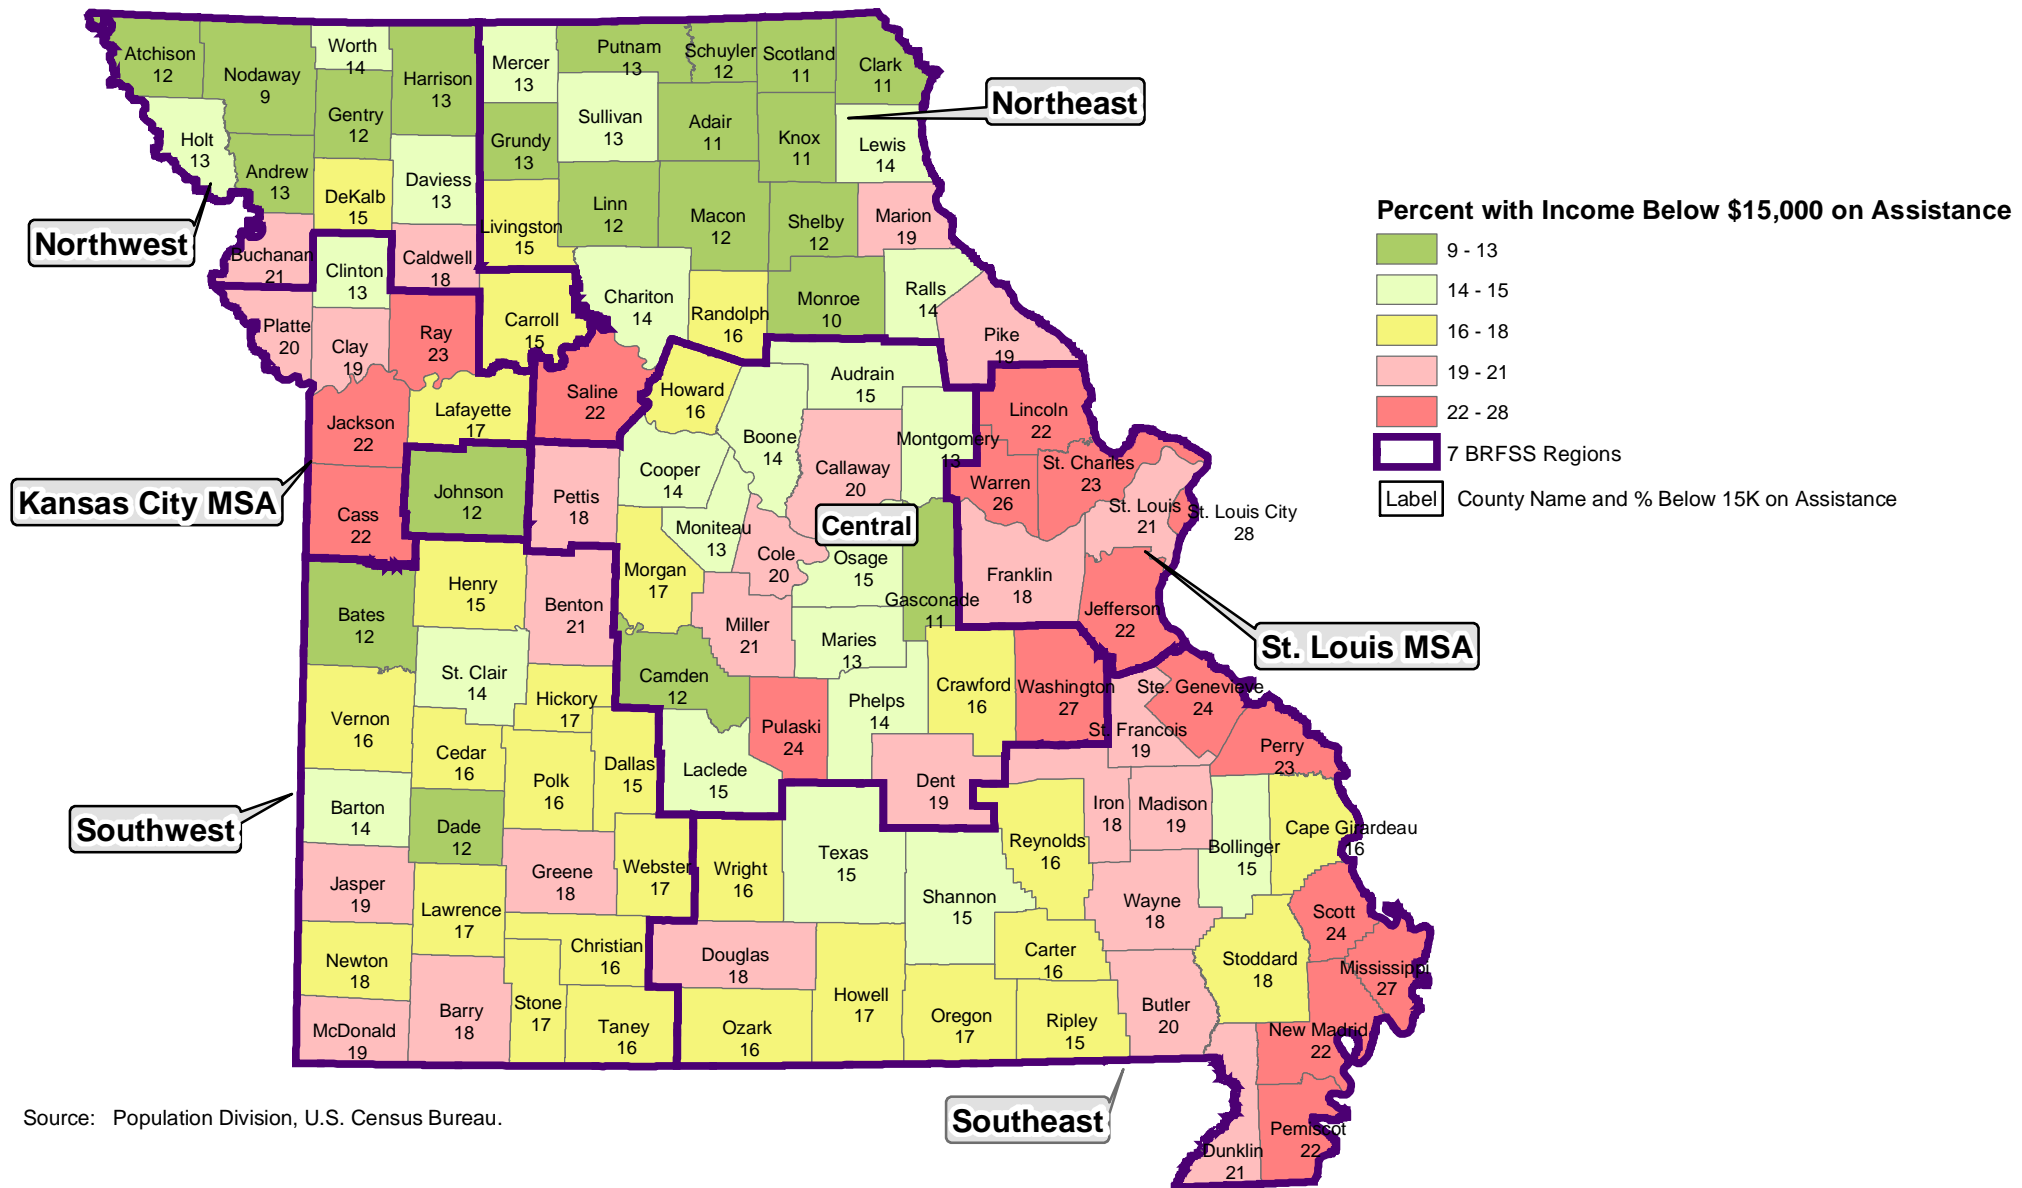 Atchison
12
Nodaway
9
Worth
14
Harrison
13
Gentry
12
Holt
13
Andrew
13
DeKalb
15
Daviess
13
Buchanan
21
Caldwell
18
Northwest
Mercer
13
Putnam
13
Schuyler
12
Scotland
11
Clark
11
Northeast
Grundy
13
Sullivan
13
Adair
11
Knox
11
Lewis
14
Livingston
15
Linn
12
Macon
12
Shelby
12
Marion
19
Chariton
14
Randolph
16
Monroe
10
Ralls
14
Pike
19
Carroll
15
Clinton
13
Platte
20
Clay
19
Ray
23
Jackson
22
Lafayette
17
Cass
22
Kansas City MSA
Johnson
12
Saline
22
Pettis
18
Howard
16
Audrain
15
Boone
14
Callaway
20
Montgomery
13
Cooper
14
Moniteau
13
Central
Cole
20
Osage
15
Gasconade
11
Morgan
17
Miller
21
Maries
13
Camden
12
Pulaski
24
Phelps
14
Crawford
16
Washington
27
Laclede
15
Dent
19
Lincoln
22
Warren
26
St. Charles
23
St. Louis
21
St. Louis City
28
Franklin
18
Jefferson
22
St. Louis MSA
Bates
12
Henry
15
Benton
21
St. Clair
14
Hickory
17
Vernon
16
Cedar
16
Polk
16
Dallas
15
Barton
14
Dade
12
Greene
18
Webster
17
Southwest
Jasper
19
Lawrence
17
Christian
16
Newton
18
Barry
18
Stone
17
Taney
16
McDonald
19
Ste. Genevieve
24
St. Francois
19
Perry
23
Iron
18
Madison
19
Bollinger
15
Cape Girardeau
16
Reynolds
16
Wright
16
Texas
15
Shannon
15
Wayne
18
Scott
24
Mississippi
27
Stoddard
18
Carter
16
Douglas
18
Howell
17
Oregon
17
Ripley
15
Butler
20
Ozark
16
New Madrid
22
Pemiscot
22
Dunklin
21
Southeast
Percent with Income Below $15,000 on Assistance
9 - 13
14 - 15
16 - 18
19 - 21
22 - 28
7 BRFSS Regions
Label County Name and % Below 15K on Assistance
Source: Population Division, U.S. Census Bureau.